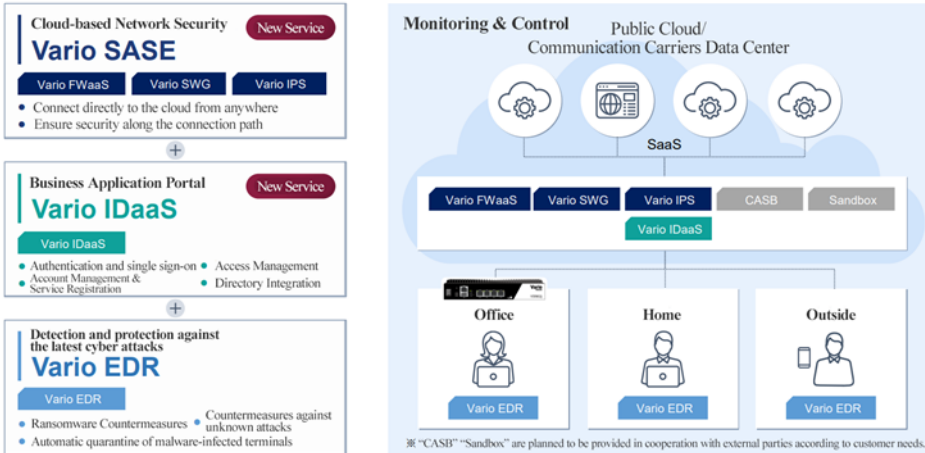 Cloud-based Network Security
New Service
Vario SASE
Vario FWaaS
Vario SWG
Vario IPS
Connect directly to the cloud from anywhere
Ensure security along the connection path
+
Business Application Portal
New Service
Vario IDaaS
Vario IDaaS
Authentication and single sign-on
Access Management
Account Management &
Service Registration
Directory Integration
+
Detection and protection against
the latest cyber attacks
Vario EDR
Vario EDR
Ransomware Countermeasures
Countermeasures against
unknown attacks
Automatic quarantine of malware-infected terminals
Monitoring & Control
Public Cloud/
Communication Carriers Data Center
SaaS
Vario FWaaS
Vario SWG
Vario IPS
CASB
Sandbox
Vario IDaaS
Office
Home
Outside
Vario EDR
Vario EDR
Vario EDR
※ “CASB” “Sandbox” are planned to be provided in cooperation with external parties according to customer needs.